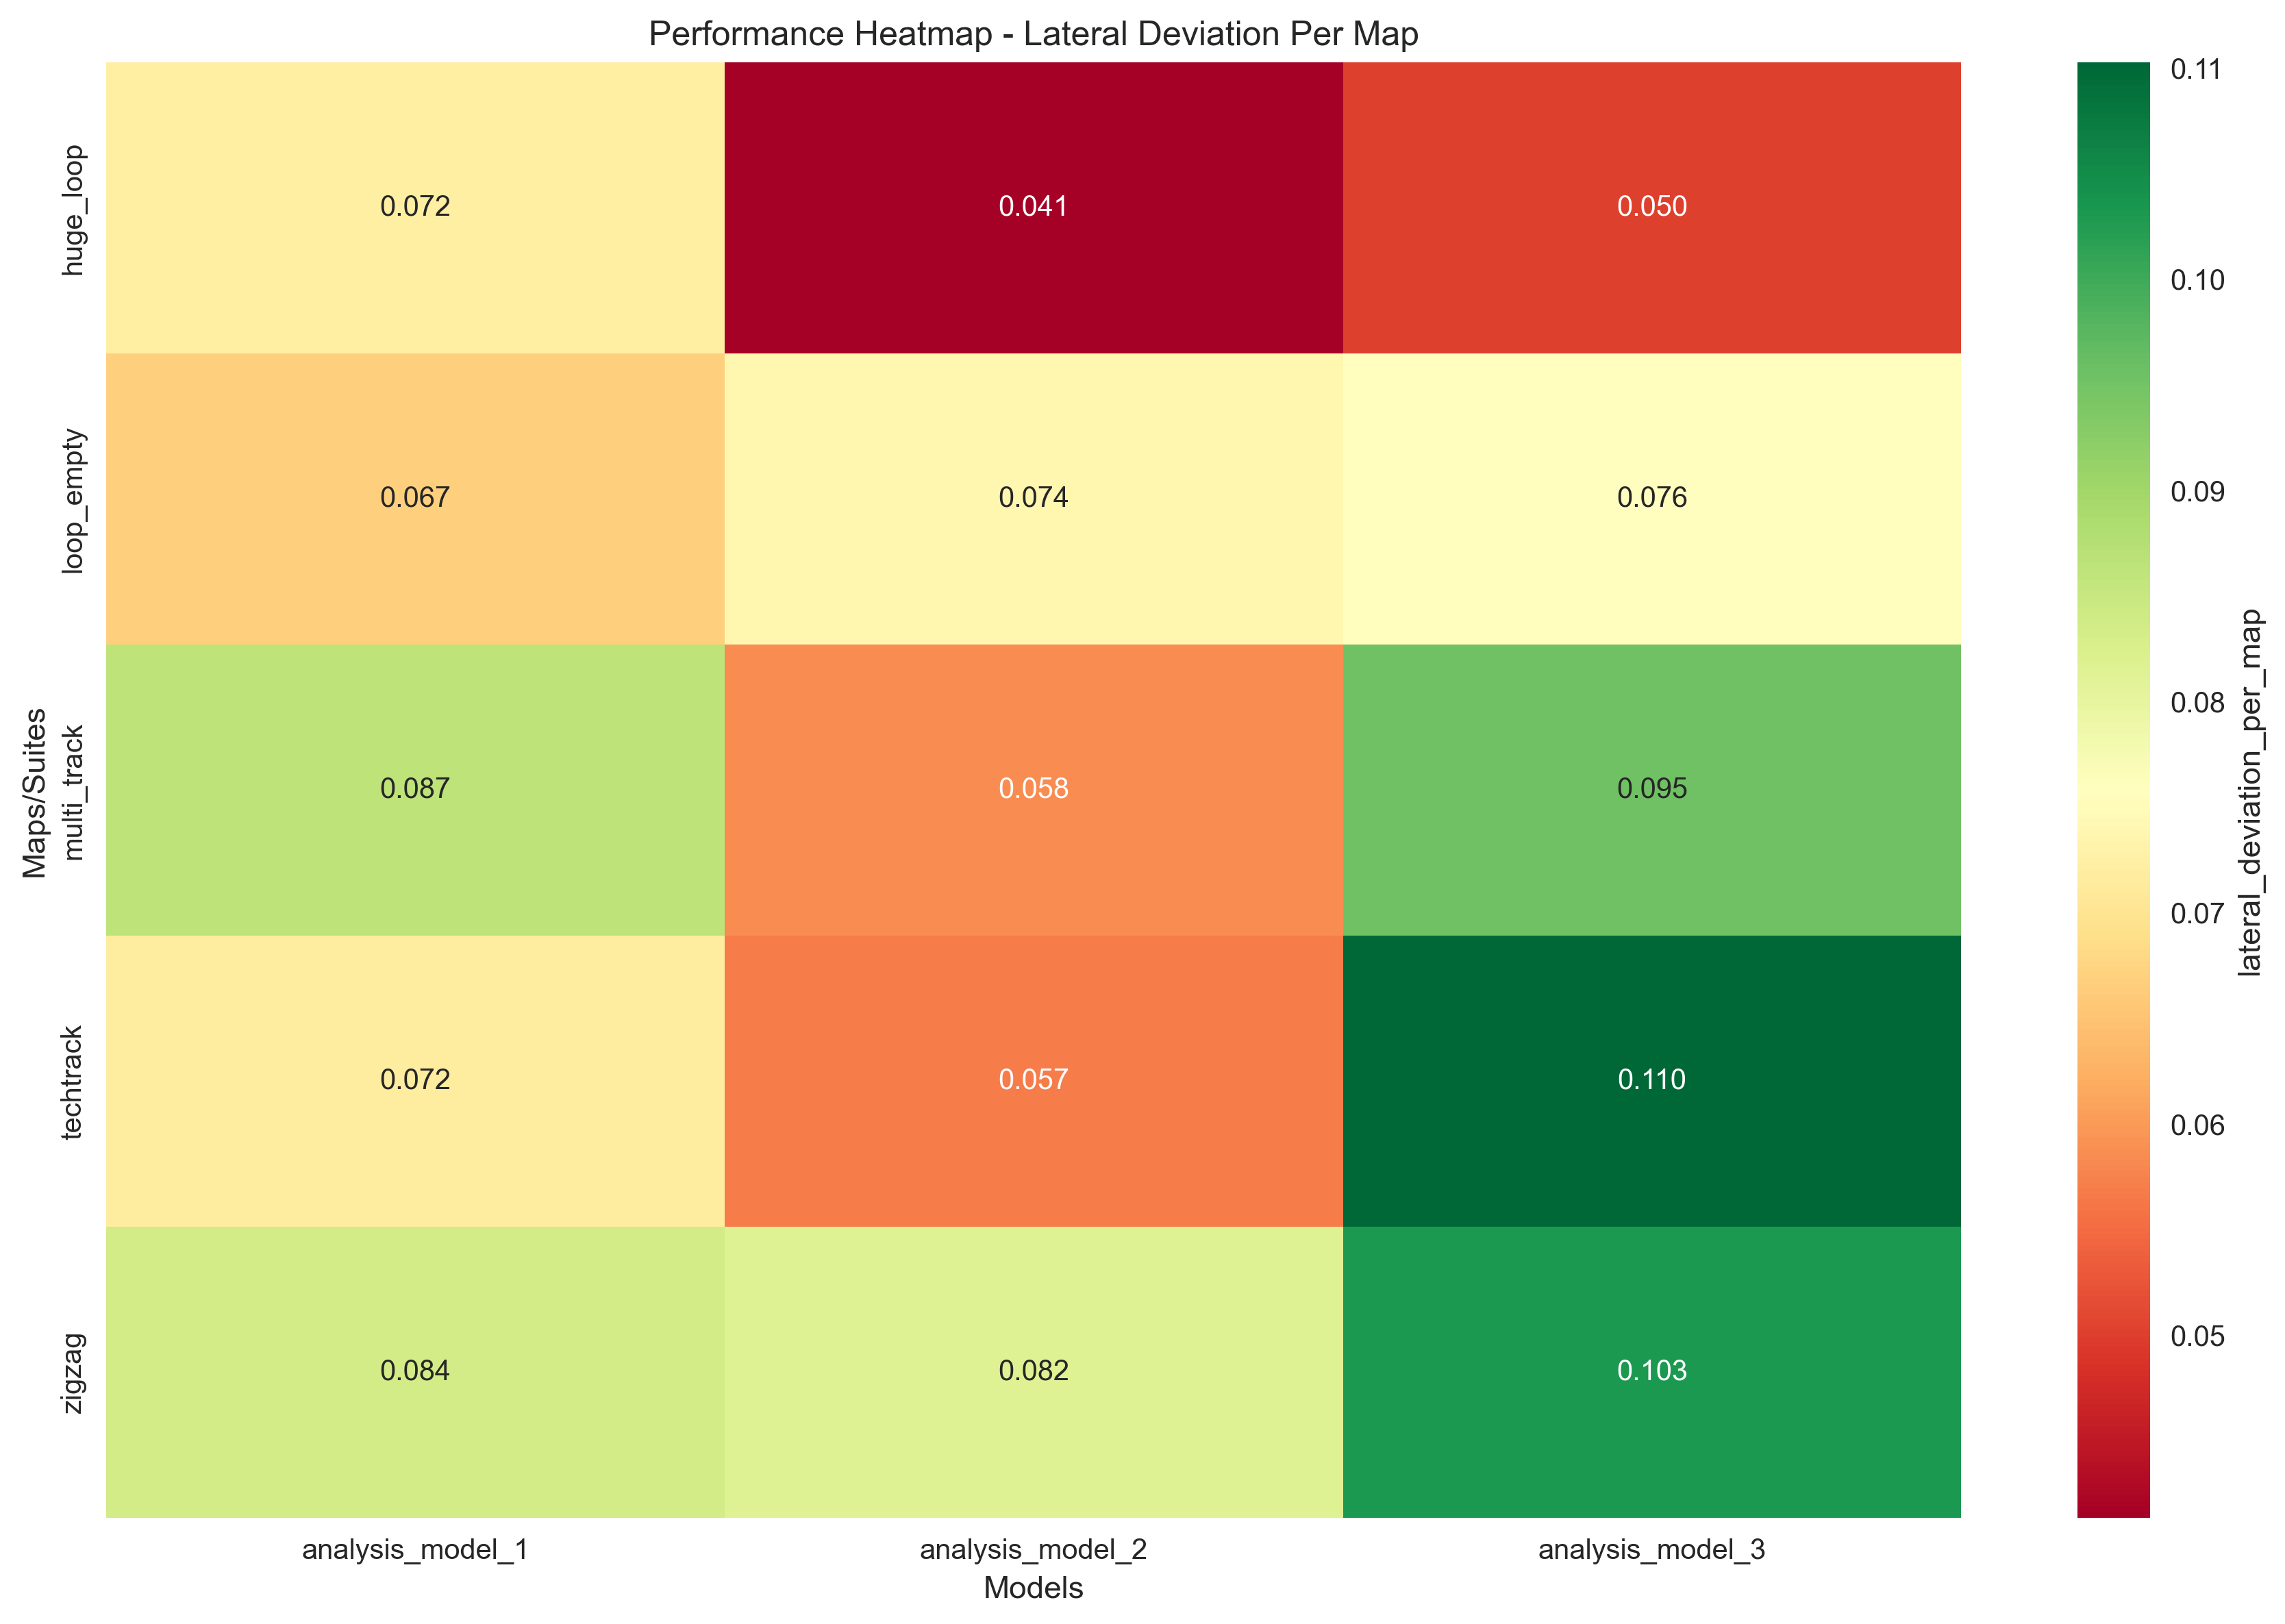 Performance Heatmap - Lateral Deviation Per Map
Maps/Suites
huge_loop
0.072
0.041
0.050
loop_empty
0.067
0.074
0.076
multi_track
0.087
0.058
0.095
techtrack
0.072
0.057
0.110
zigzag
0.084
0.082
0.103
analysis_model_1
analysis_model_2
analysis_model_3
Models
0.11
0.10
0.09
0.08
0.07
0.06
0.05
lateral_deviation_per_map